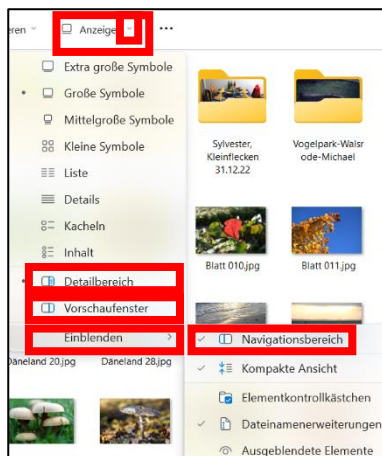 eren
Anzeige
Extra große Symbole
Große Symbole
Mittelgroße Symbole
Kleine Symbole
Liste
Details
Kacheln
Inhalt
Detailbereich
Vorschaufenster
Einblenden
Sylvester,
Kleinflecken
31.12.22
Vogelpark-Walsr
ode-Michael
Blatt 010.jpg
Blatt 011.jpg
Däneland 20.jpg
Däneland 28.jpg
Navigationsbereich
Kompakte Ansicht
Elementkontrollkästchen
Dateinamenerweiterungen
Ausgeblendete Elemente